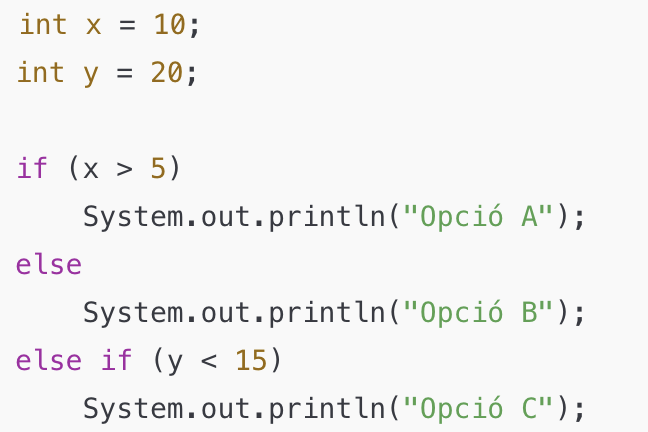 int x = 10;
int y = 20;

if (x > 5)
    System.out.println("Opció A");
else
    System.out.println("Opció B");
else if (y < 15)
    System.out.println("Opció C");